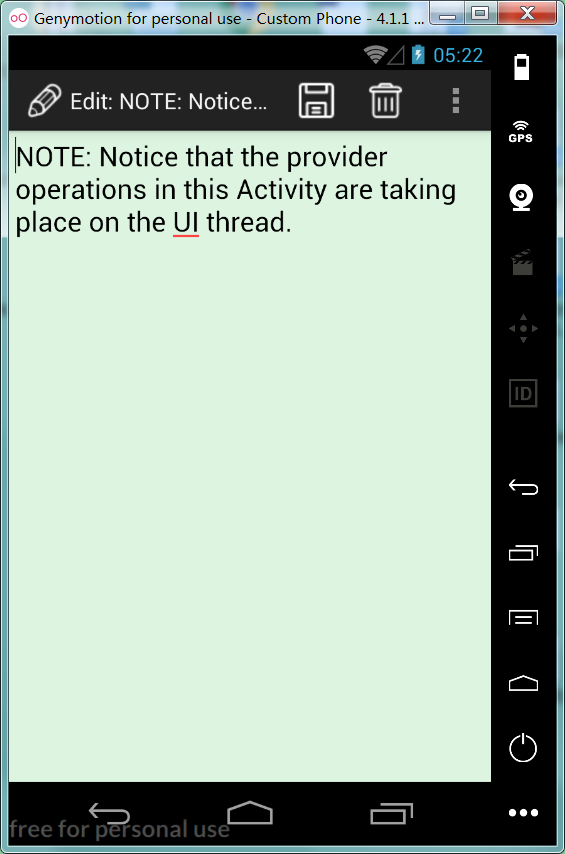 Genymotion for personal use - Custom Phone - 4.1.1 ...
05:22
Edit: NOTE: Notice...
GPS
NOTE: Notice that the provider
operations in this Activity are taking
place on the UI thread.
ID
free for personal use